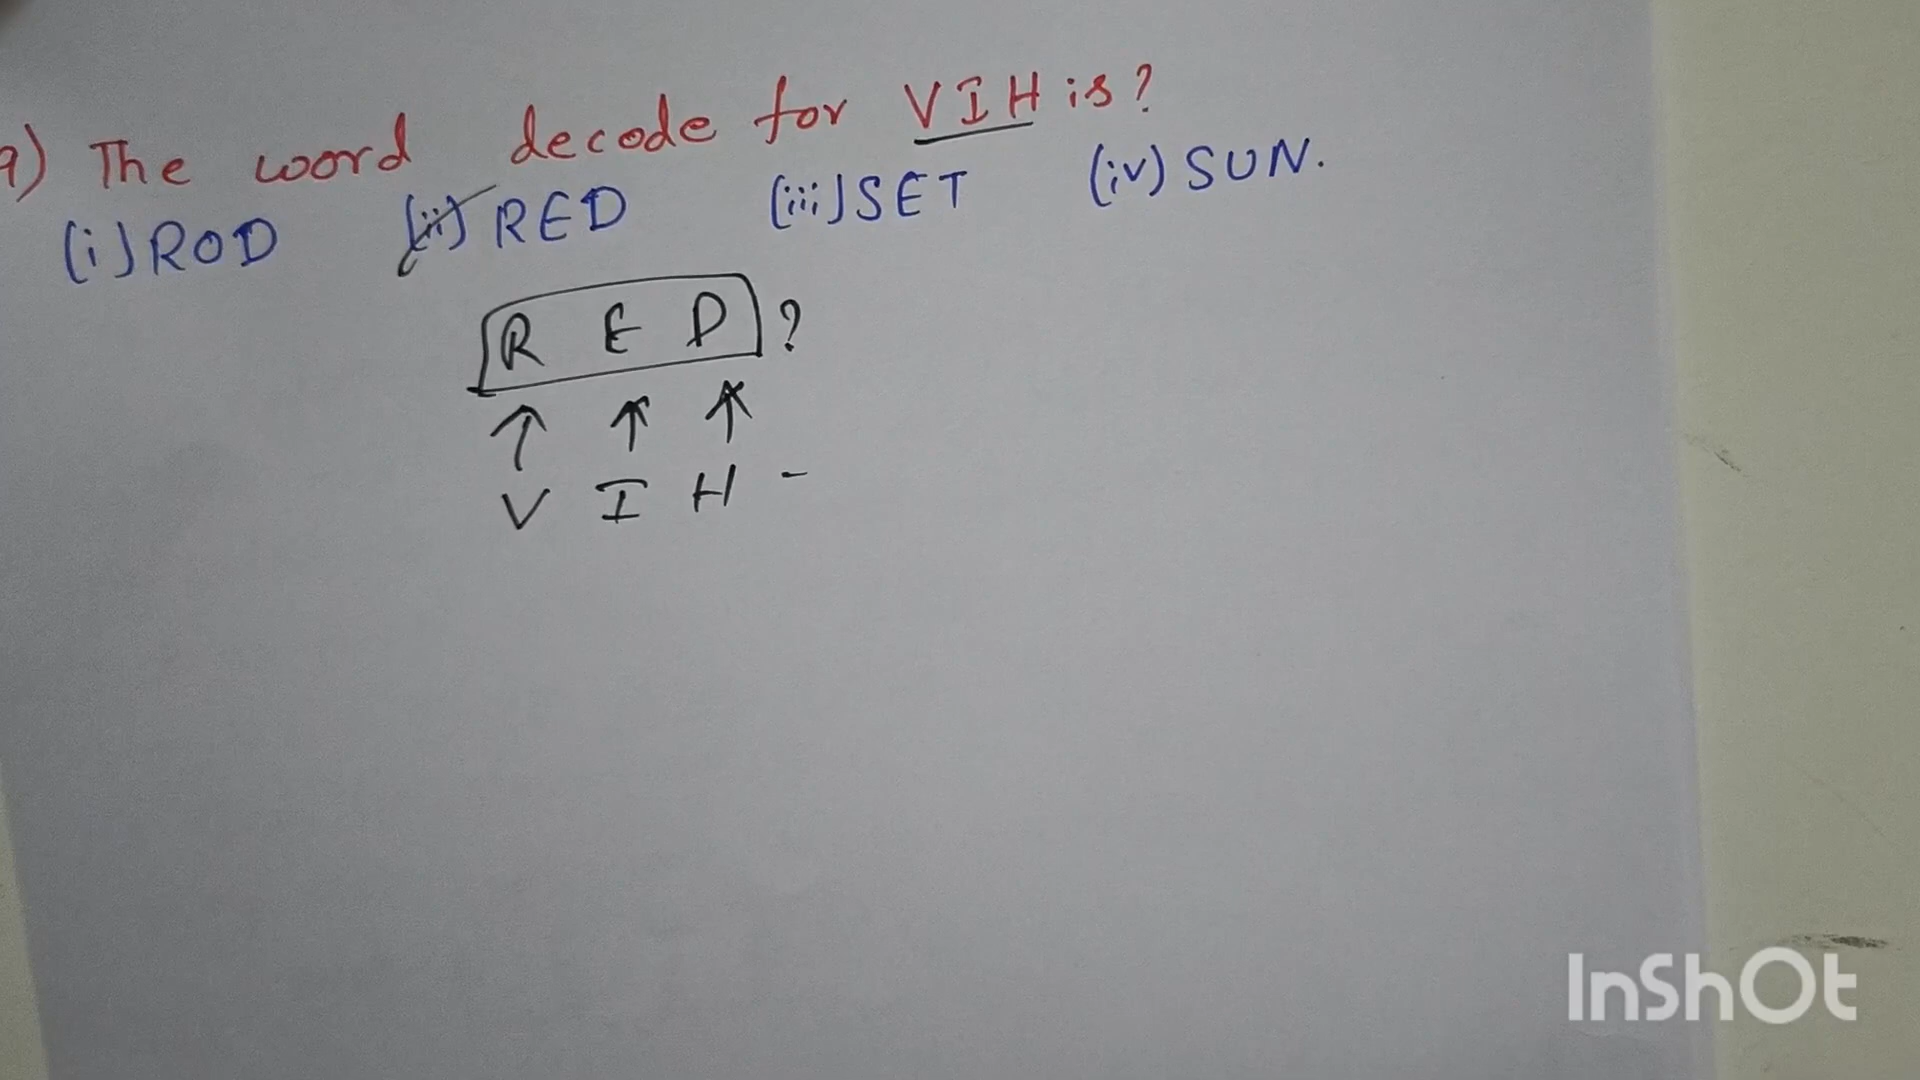 9) The word decode for VIH is?
(i) ROD (ii) RED (iii) SET (iv) SUN.
R E D ?
↑ ↑ ↑
V I H -
InShOt